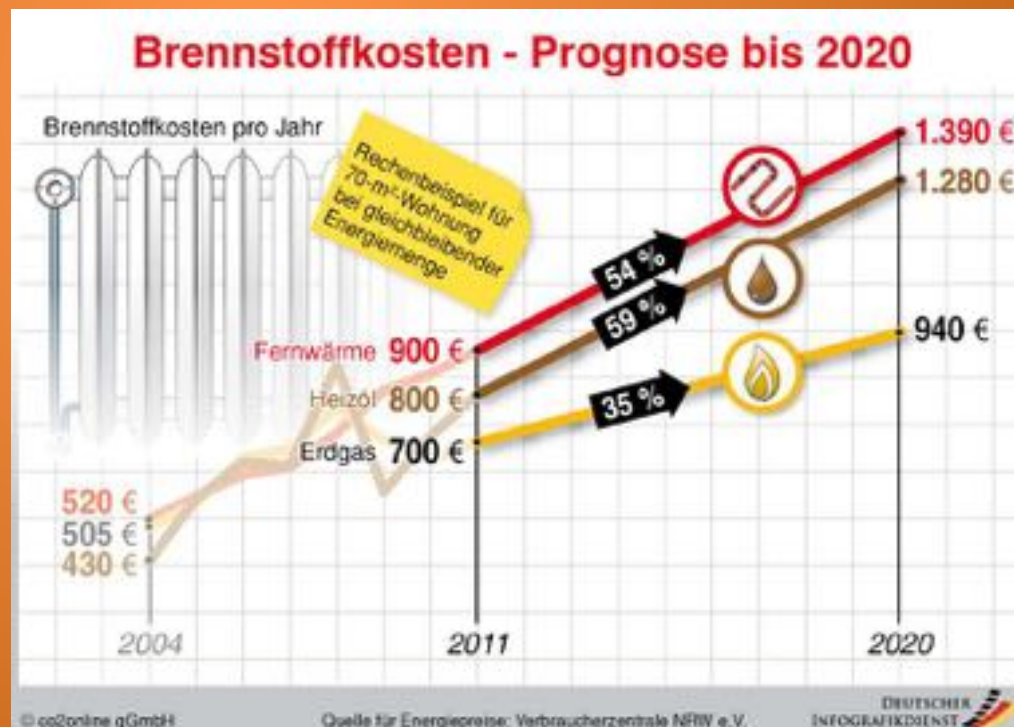 Brennstoffkosten - Prognose bis 2020
Brennstoffkosten pro Jahr
Rechenbeispiel für
70-m²-Wohnung
bei gleichbleibender
Energiemenge
1.390 €
1.280 €
54 %
59 %
940 €
Fernwärme 900 €
Heizöl 800 €
35 %
Erdgas 700 €
520 €
505 €
430 €
2004
2011
2020
© co2online gGmbH
Quelle für Energiepreise: Verbraucherzentrale NRW e.V.
DEUTSCHER
INFOGRAFIKDIENST